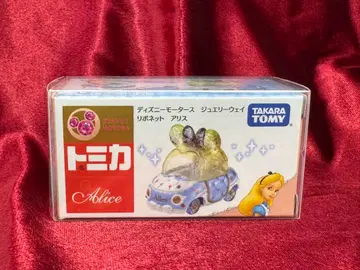 ディズニーモータース ジュエリーウェイ
リボネット アリス
TAKARA
TOMY
トミカ
Alice